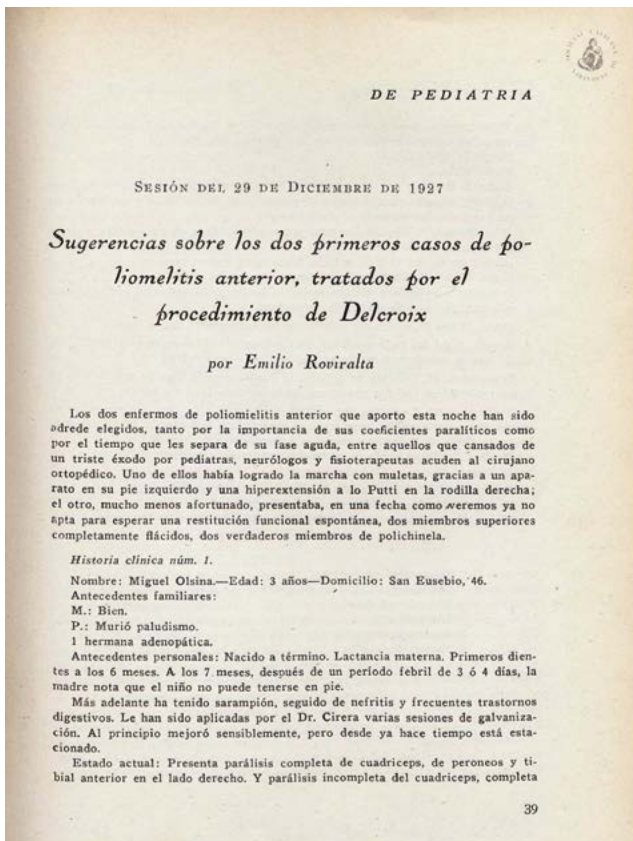 DE PEDIATRIA
SESIÓN DEL 29 DE DICIEMBRE DE 1927
Sugerencias sobre los dos primeros casos de po-
liomelitis anterior, tratados por el
procedimiento de Delcroix
por Emilio Roviralta
Los dos enfermos de poliomielitis anterior que aporto esta noche han sido
adrede elegidos, tanto por la importancia de sus coeficientes paralíticos como
por el tiempo que les separa de su fase aguda, entre aquellos que cansados de
un triste éxodo por pediatras, neurólogos y fisioterapeutas acuden al cirujano
ortopédico. Uno de ellos había logrado la marcha con muletas, gracias a un apa-
rato en su pie izquierdo y una hiperextensión a lo Putti en la rodilla derecha;
el otro, mucho menos afortunado, presentaba, en una fecha como veremos ya no
apta para esperar una restitución funcional espontánea, dos miembros superiores
completamente flácidos, dos verdaderos miembros de polichinela.
Historia clínica núm. 1.
Nombre: Miguel Olsina.—Edad: 3 años—Domicilio: San Eusebio, 46.
Antecedentes familiares:
M.: Bien.
P.: Murió paludismo.
1 hermana adenopática.
Antecedentes personales: Nacido a término. Lactancia materna. Primeros dien-
tes a los 6 meses. A los 7 meses, después de un período febril de 3 ó 4 días, la
madre nota que el niño no puede tenerse en pie.
Más adelante ha tenido sarampión, seguido de nefritis y frecuentes trastornos
digestivos. Le han sido aplicadas por el Dr. Cirera varias sesiones de galvaniza-
ción. Al principio mejoró sensiblemente, pero desde ya hace tiempo está esta-
cionado.
Estado actual: Presenta parálisis completa de cuadriceps, de peroneos y ti-
bial anterior en el lado derecho. Y parálisis incompleta del cuadriceps, completa
39